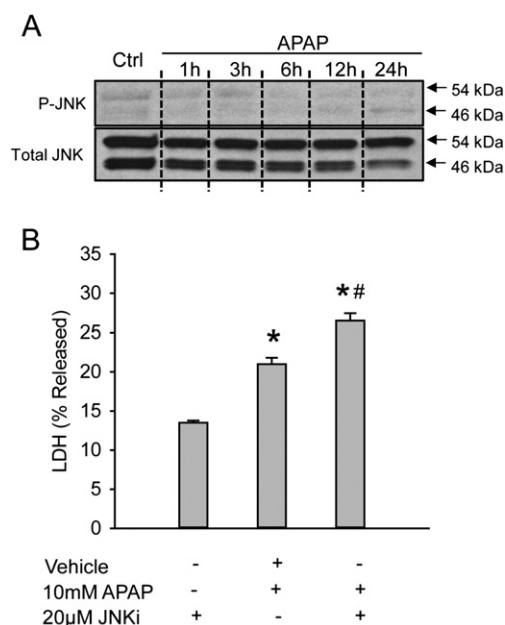 A
APAP
Ctrl 1h 3h 6h 12h 24h
P-JNK
54 kDa
46 kDa
Total JNK
54 kDa
46 kDa
B
LDH (% Released)
35
30
25
20
15
10
5
0
*
* #
Vehicle - + -
10mM APAP - + +
20µM JNKi + - +